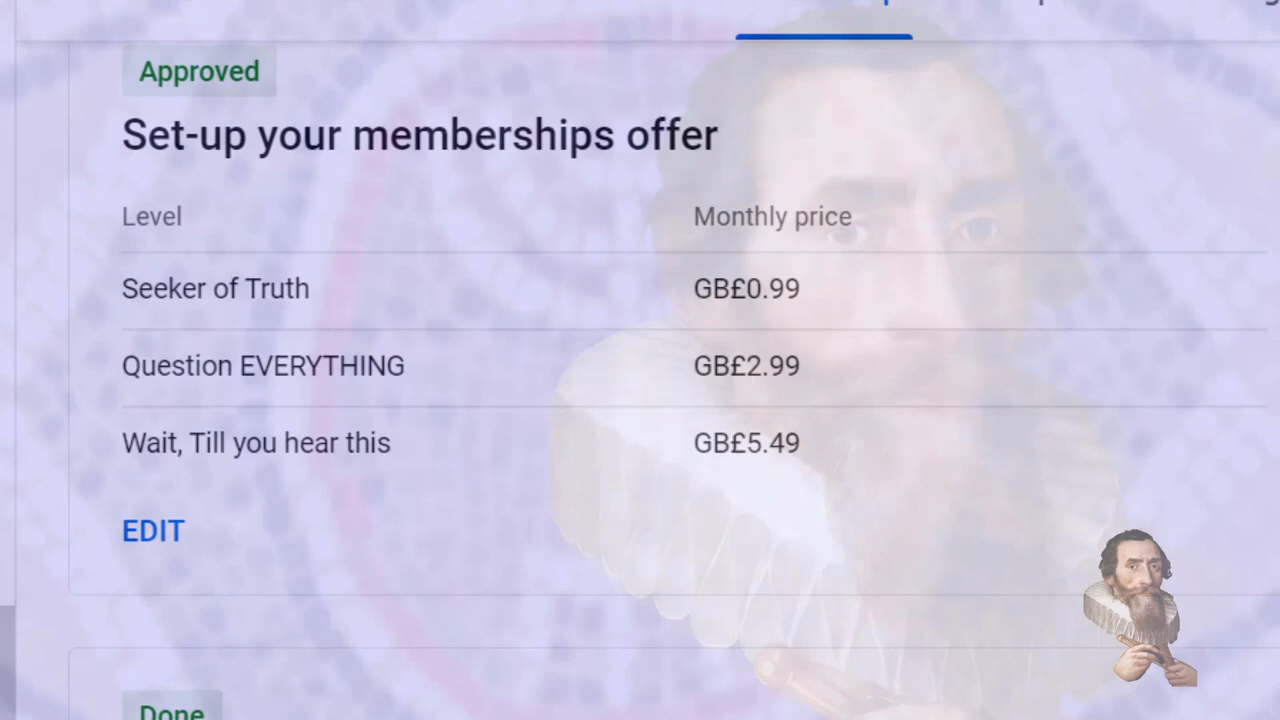 Approved
Set-up your memberships offer
Level Monthly price
Seeker of Truth GB£0.99
Question EVERYTHING GB£2.99
Wait, Till you hear this GB£5.49
EDIT
Done